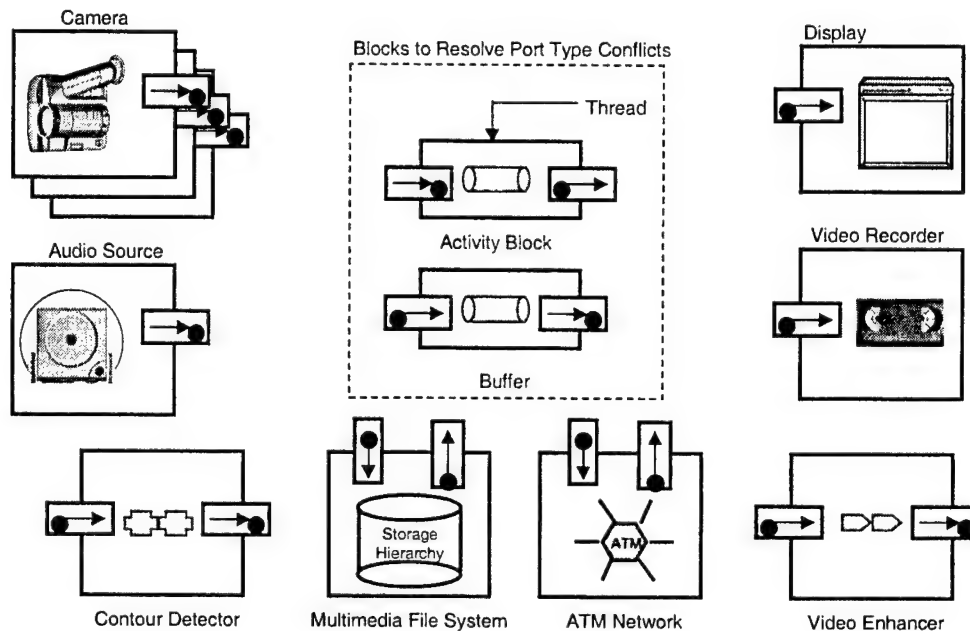 Camera
Blocks to Resolve Port Type Conflicts
Display
Thread
Activity Block
Audio Source
Video Recorder
Buffer
Storage
Hierarchy
ATM
Contour Detector
Multimedia File System
ATM Network
Video Enhancer